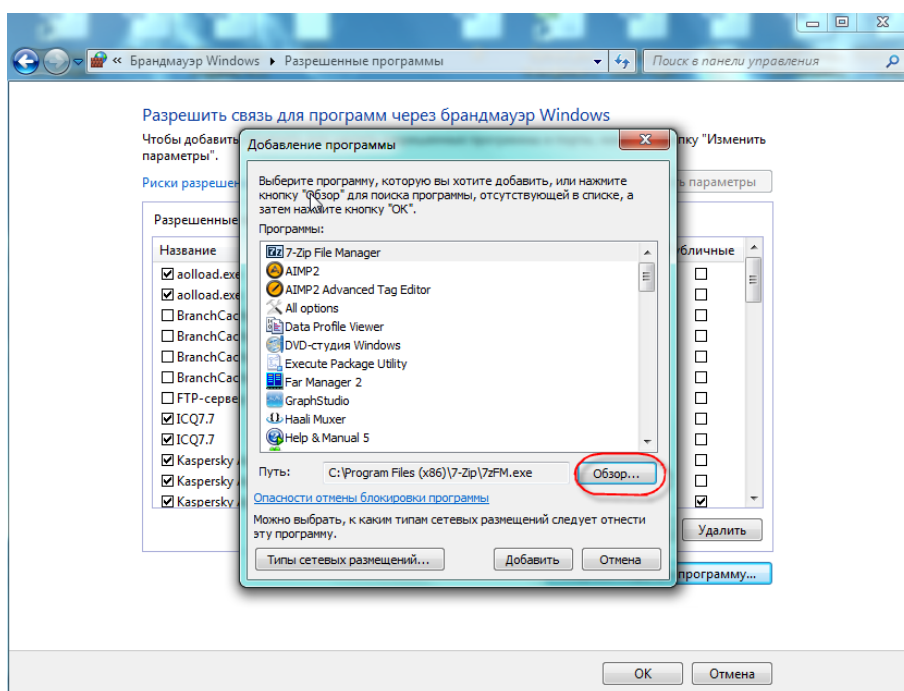 « Брандмауэр Windows ▸ Разрешенные программы
Поиск в панели управления
Разрешить связь для программ через брандмауэр Windows
Чтобы добавить
пку "Изменить
параметры".
Риски разрешен
ь параметры
Добавление программы
Выберите программу, которую вы хотите добавить, или нажмите
кнопку "Обзор" для поиска программы, отсутствующей в списке, а
затем нажмите кнопку "ОК".
Программы:
7-Zip File Manager
AIMP2
AIMP2 Advanced Tag Editor
All options
Data Profile Viewer
DVD-студия Windows
Execute Package Utility
Far Manager 2
GraphStudio
Haali Muxer
Help & Manual 5
Путь: C:\Program Files (x86)\7-Zip\7zFM.exe Обзор...
Опасности отмены блокировки программы
Можно выбрать, к каким типам сетевых размещений следует отнести
эту программу.
Типы сетевых размещений... Добавить Отмена
Разрешенные
Название
бличные
aolload.exe
aolload.exe
BranchCac
BranchCac
BranchCac
BranchCac
FTP-серве
ICQ7.7
ICQ7.7
Kaspersky
Kaspersky
Kaspersky
Удалить
программу...
ОК Отмена